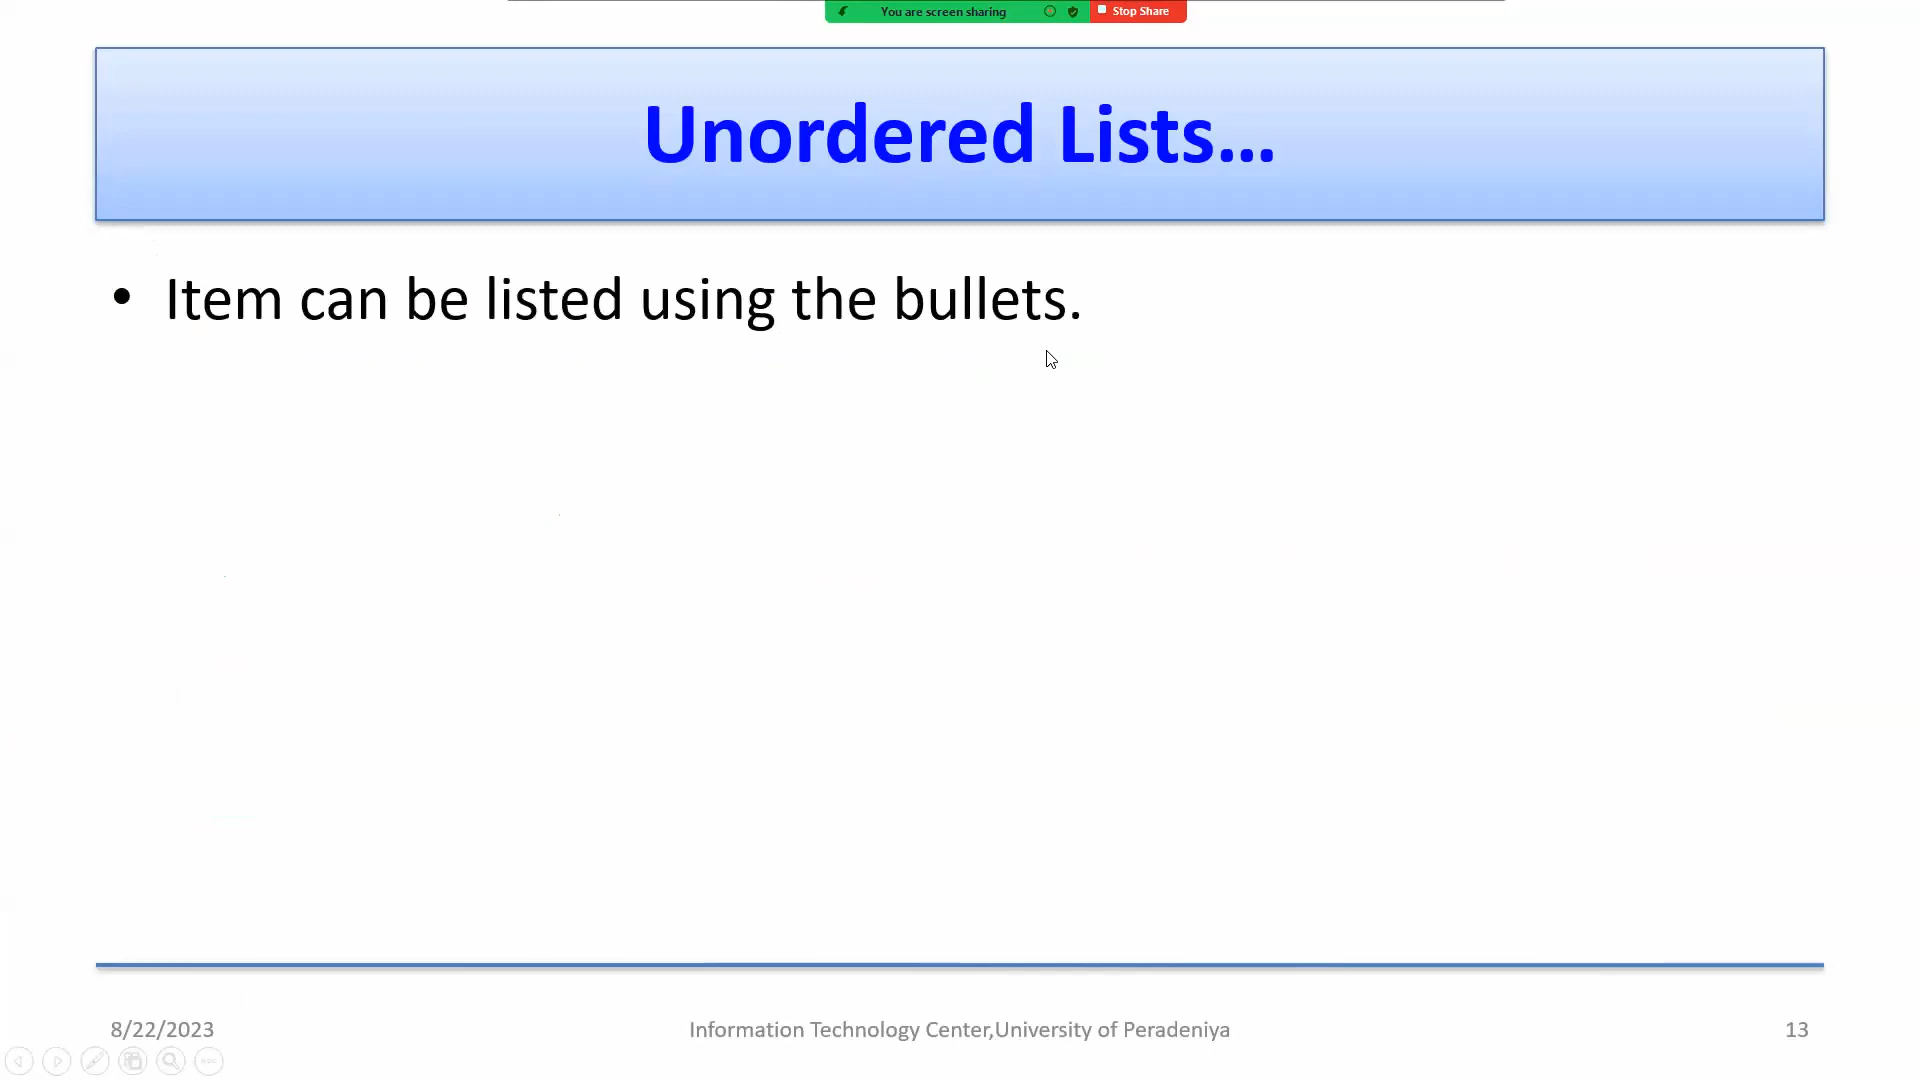 You are screen sharing
Stop Share
Unordered Lists...
• Item can be listed using the bullets.
8/22/2023
Information Technology Center,University of Peradeniya
13